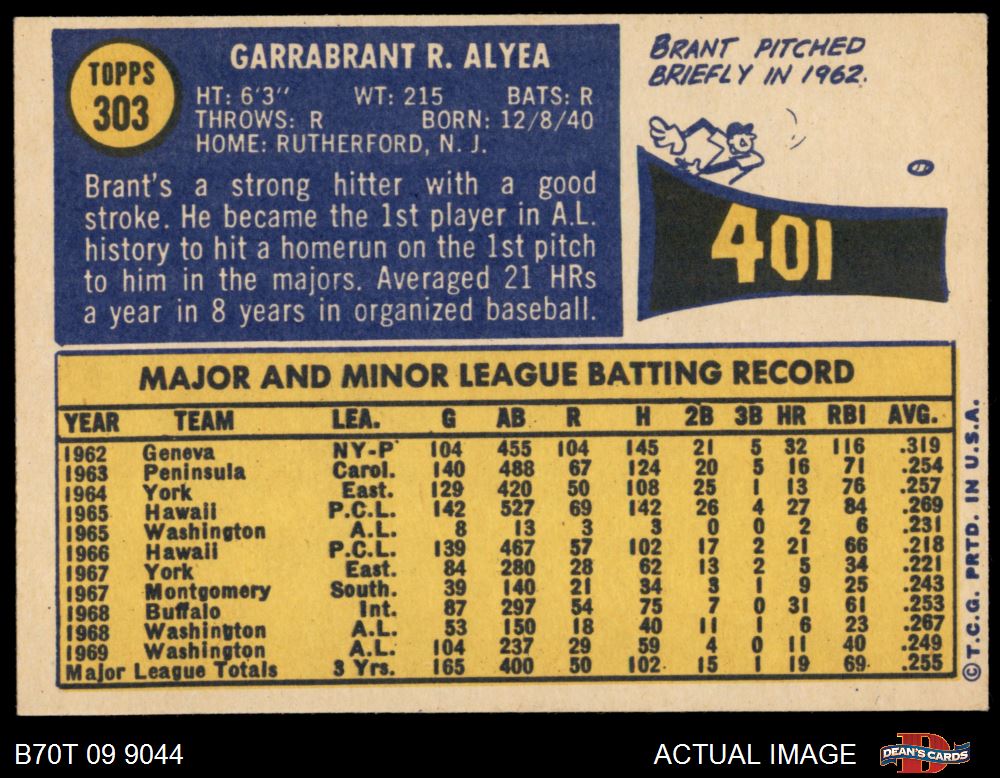 TOPPS
303
GARRABRANT R. ALYEA
HT: 6'3" WT: 215 BATS: R
THROWS: R BORN: 12/8/40
HOME: RUTHERFORD, N. J.
Brant's a strong hitter with a good
stroke. He became the 1st player in A.L.
history to hit a homerun on the 1st pitch
to him in the majors. Averaged 21 HRs
a year in 8 years in organized baseball.
BRANT PITCHED
BRIEFLY IN 1962.
401
MAJOR AND MINOR LEAGUE BATTING RECORD
YEAR TEAM LEA. G AB R H 2B 3B HR RBI AVG.
1962 Geneva NY-P 104 455 104 145 21 5 32 116 .319
1963 Peninsula Carol. 140 488 67 124 20 5 16 71 .254
1964 York East. 129 420 50 108 25 1 13 76 .257
1965 Hawaii P.C.L. 142 527 69 142 26 4 27 84 .269
1965 Washington A.L. 8 13 3 3 0 0 2 6 .231
1966 Hawaii P.C.L. 139 467 57 102 17 2 21 66 .218
1967 York East. 84 280 28 62 13 2 5 34 .221
1967 Montgomery South. 39 140 21 34 3 1 9 25 .243
1968 Buffalo Int. 87 297 54 75 7 0 31 61 .253
1968 Washington A.L. 53 150 18 40 11 1 6 23 .267
1969 Washington A.L. 104 237 29 59 4 0 11 40 .249
Major League Totals 3 Yrs. 165 400 50 102 15 1 19 69 .255
© T.C.G. PRTD. IN U.S.A.
B70T 09 9044
ACTUAL IMAGE
DEAN'S CARDS